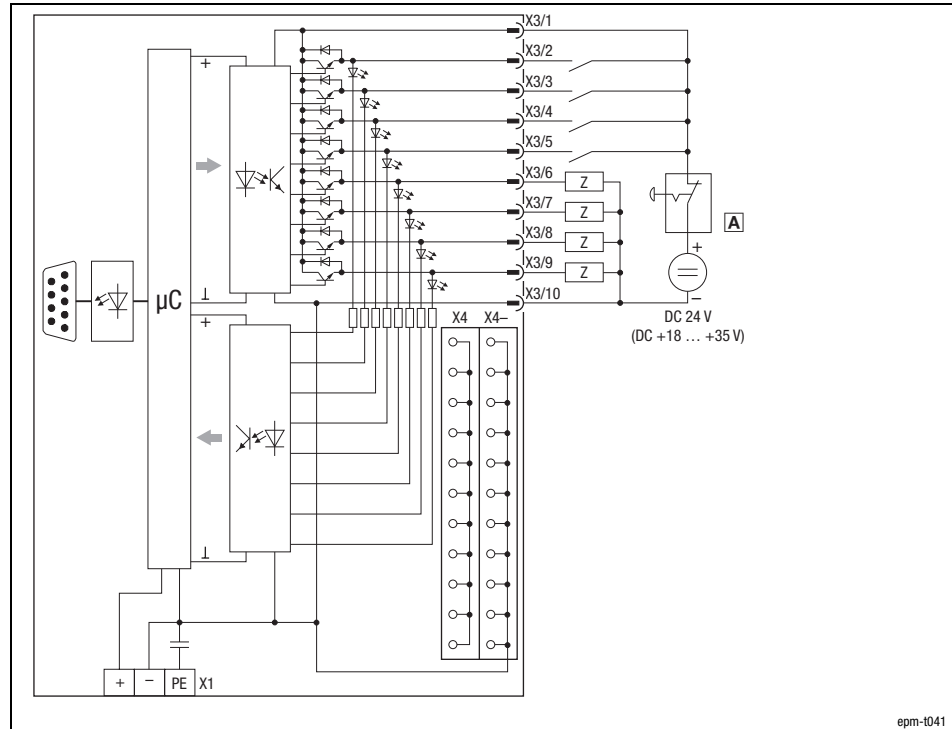 X3/1
X3/2
X3/3
X3/4
X3/5
X3/6
X3/7
X3/8
X3/9
X3/10
+
Z
Z
Z
Z
A
+
−
DC 24 V
(DC +18 … +35 V)
µC
⊥
+
X4 X4–
⊥
+ − PE X1
epm-t041